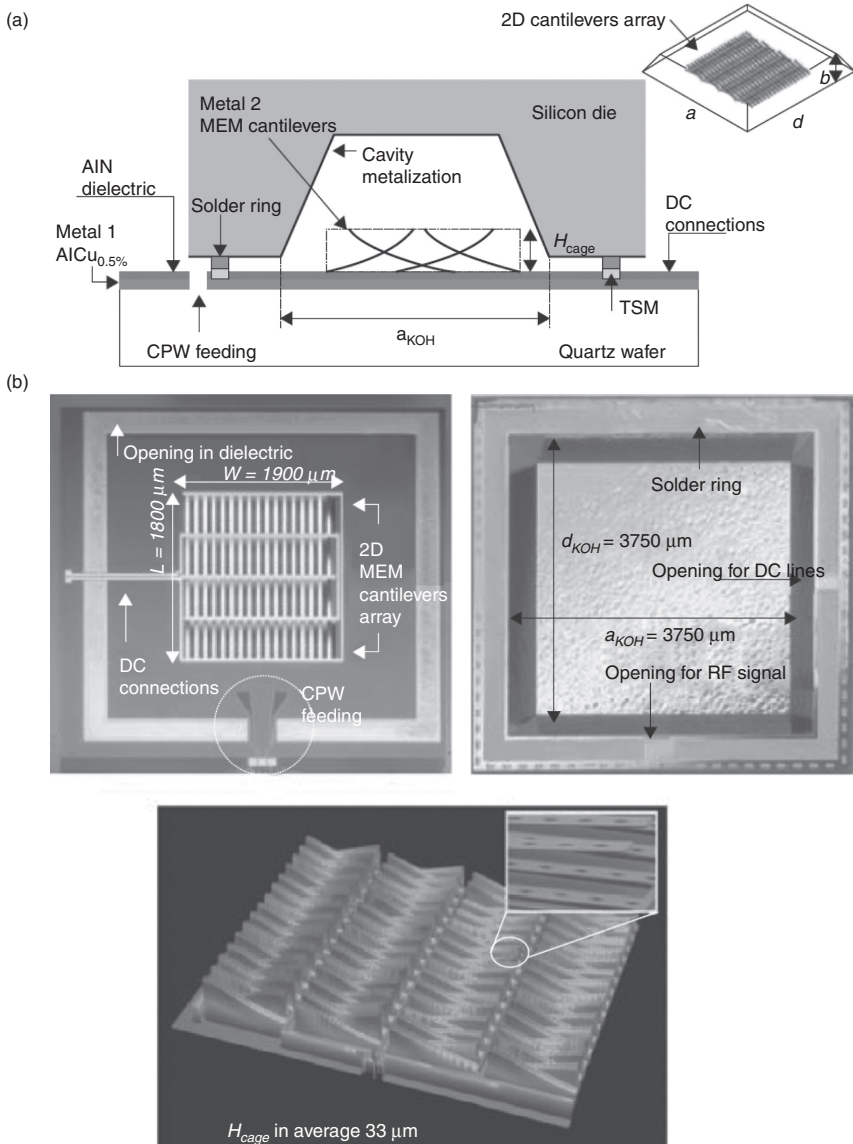 (a)
2D cantilevers array
b
a
d
Metal 2
MEM cantilevers
Silicon die
Cavity
metalization
AIN
dielectric
Solder ring
DC
connections
Metal 1
AlCu0.5%
Hcage
TSM
CPW feeding
aKOH
Quartz wafer
(b)
Opening in dielectric
W = 1900 μm
L = 1800 μm
2D
MEM
cantilevers
array
DC
connections
CPW
feeding
Solder ring
dKOH = 3750 μm
Opening for DC lines
aKOH = 3750 μm
Opening for RF signal
Hcage in average 33 μm